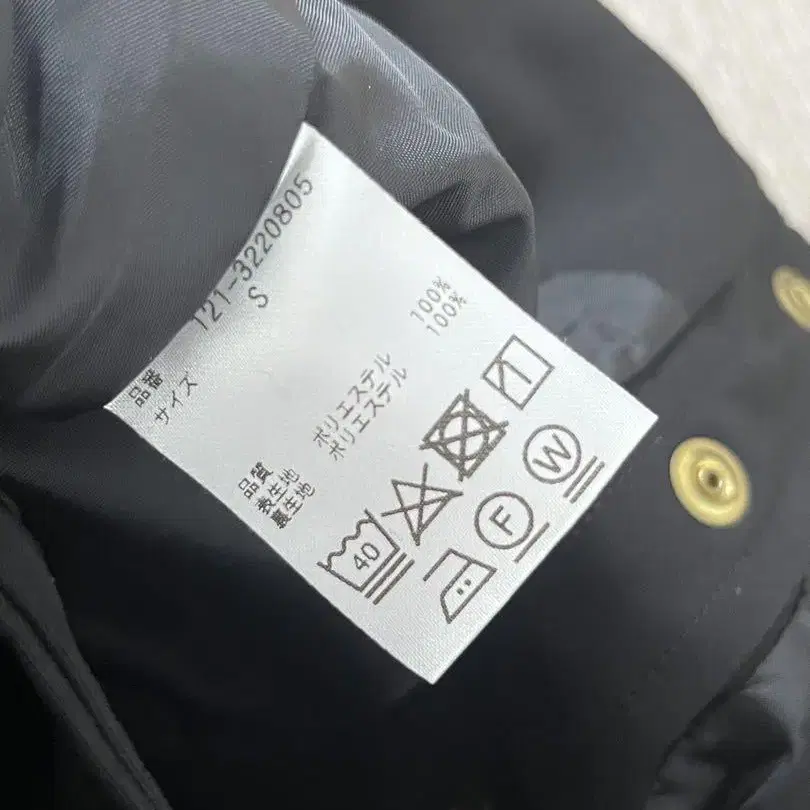 品番 121-3220805
サイズ S
品質
表生地 ポリエステル 100%
裏生地 ポリエステル 100%
40
F W